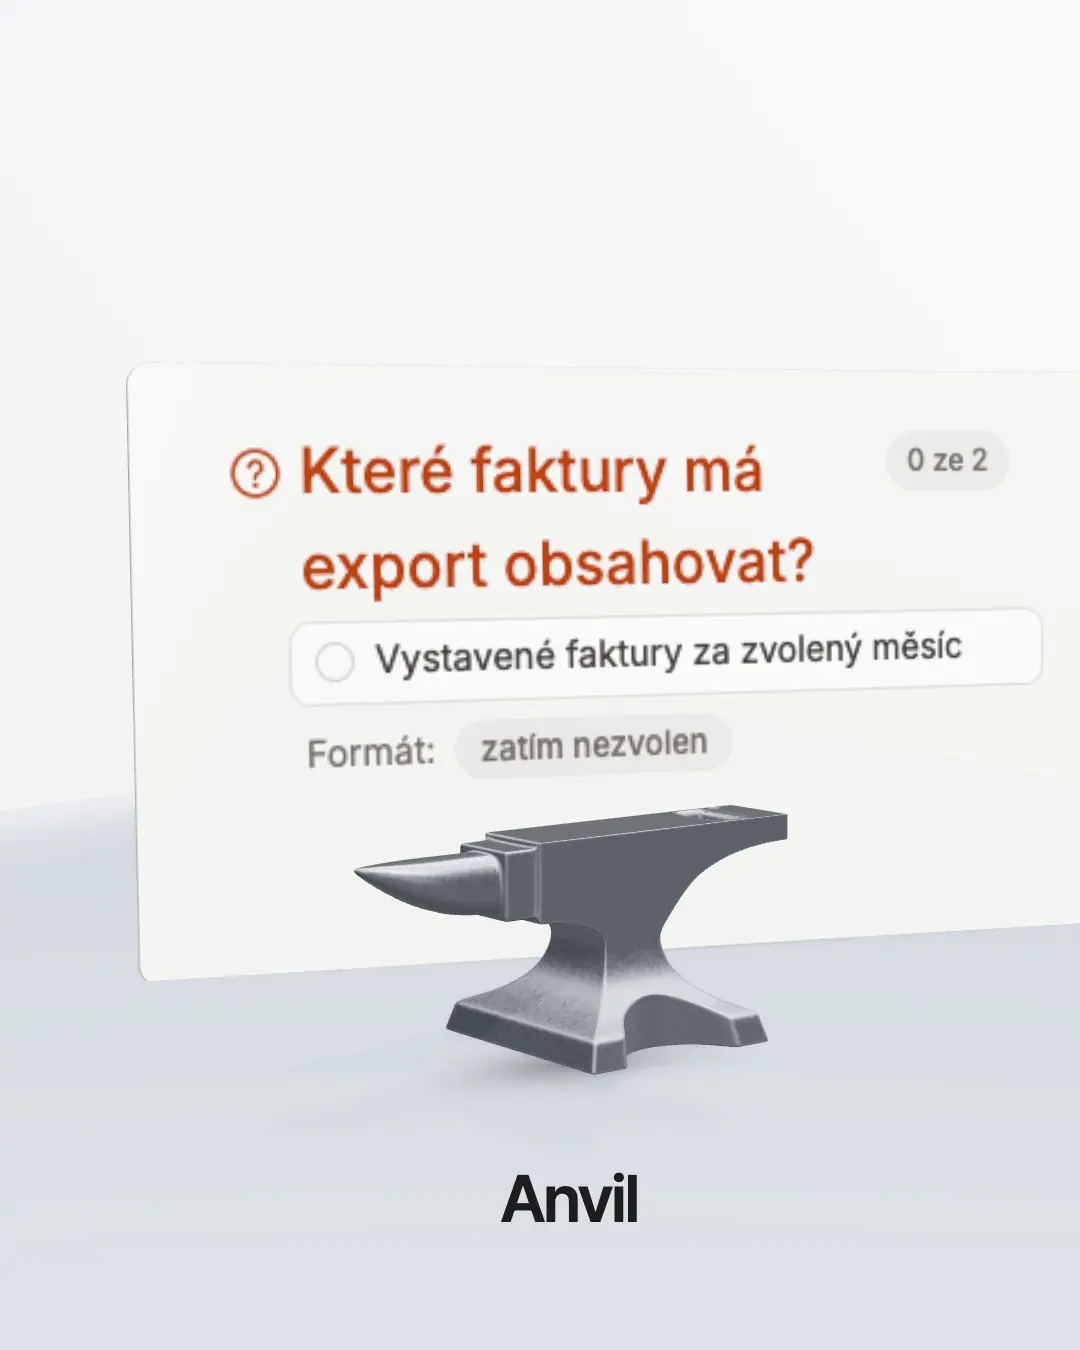 Které faktury má
0 ze 2
export obsahovat?
Vystavené faktury za zvolený měsíc
Formát: zatím nezvolen
Anvil